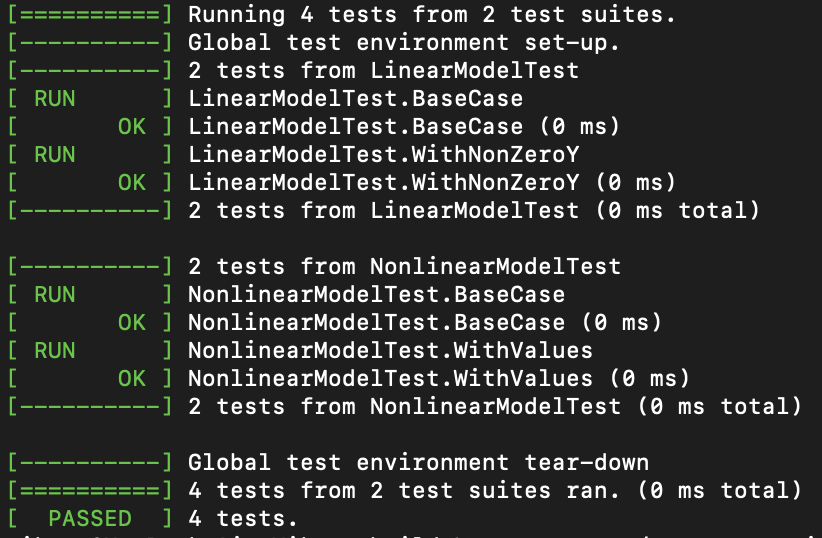 [==========] Running 4 tests from 2 test suites.
[----------] Global test environment set-up.
[----------] 2 tests from LinearModelTest
[ RUN      ] LinearModelTest.BaseCase
[       OK ] LinearModelTest.BaseCase (0 ms)
[ RUN      ] LinearModelTest.WithNonZeroY
[       OK ] LinearModelTest.WithNonZeroY (0 ms)
[----------] 2 tests from LinearModelTest (0 ms total)
[----------] 2 tests from NonlinearModelTest
[ RUN      ] NonlinearModelTest.BaseCase
[       OK ] NonlinearModelTest.BaseCase (0 ms)
[ RUN      ] NonlinearModelTest.WithValues
[       OK ] NonlinearModelTest.WithValues (0 ms)
[----------] 2 tests from NonlinearModelTest (0 ms total)
[----------] Global test environment tear-down
[==========] 4 tests from 2 test suites ran. (0 ms total)
[  PASSED  ] 4 tests.